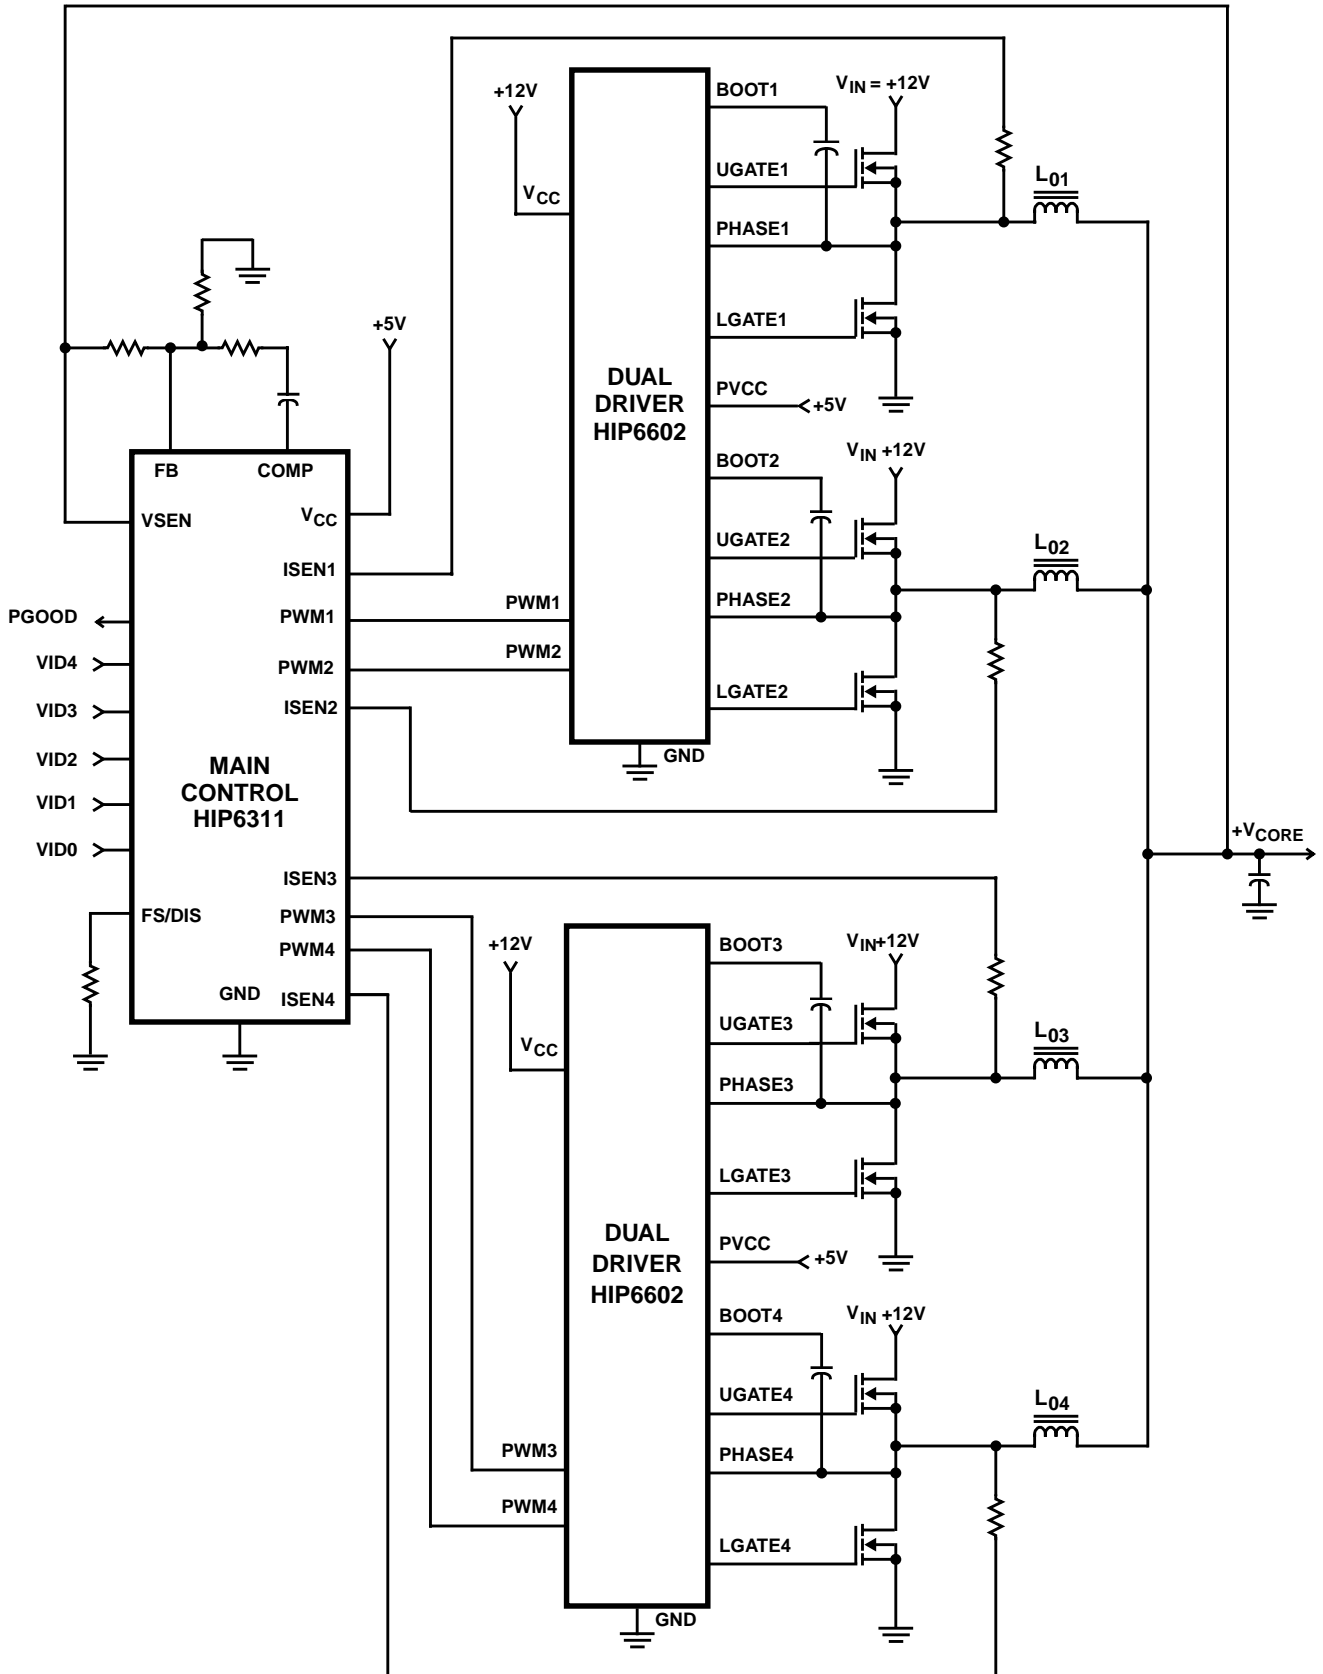 +12V
BOOT1
VIN = +12V
UGATE1
VCC
L01
PHASE1
+5V
LGATE1
DUAL
DRIVER
HIP6602
PVCC
+5V
VIN +12V
BOOT2
FB
COMP
VSEN
VCC
UGATE2
L02
ISEN1
PWM1
PHASE2
PGOOD
PWM1
PWM2
VID4
PWM2
LGATE2
VID3
ISEN2
VID2
GND
MAIN
CONTROL
HIP6311
VID1
VID0
+VCORE
ISEN3
FS/DIS
PWM3
PWM4
+12V
BOOT3
VIN+12V
GND
ISEN4
UGATE3
L03
VCC
PHASE3
LGATE3
DUAL
DRIVER
HIP6602
PVCC
+5V
BOOT4
VIN +12V
UGATE4
L04
PWM3
PHASE4
PWM4
LGATE4
GND